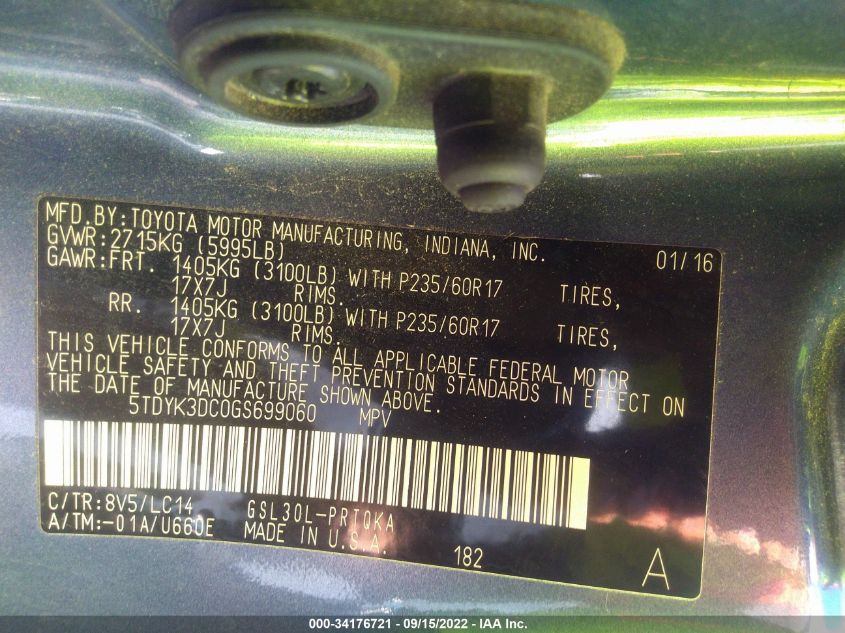 MFD.BY:TOYOTA MOTOR MANUFACTURING, INDIANA, INC. 01/16
GVWR:2715KG (5995LB)
GAWR:FRT. 1405KG (3100LB) WITH P235/60R17 TIRES,
17X7J RIMS.
RR. 1405KG (3100LB) WITH P235/60R17 TIRES,
17X7J RIMS.
THIS VEHICLE CONFORMS TO ALL APPLICABLE FEDERAL MOTOR
VEHICLE SAFETY AND THEFT PREVENTION STANDARDS IN EFFECT ON
THE DATE OF MANUFACTURE SHOWN ABOVE.
5TDYK3DC0GS699060 MPV
C/TR:8V5/LC14 GSL30L-PRTQKA
A/TM:-01A/U660E MADE IN U.S.A.
182 A
000-34176721 - 09/15/2022 - IAA Inc.